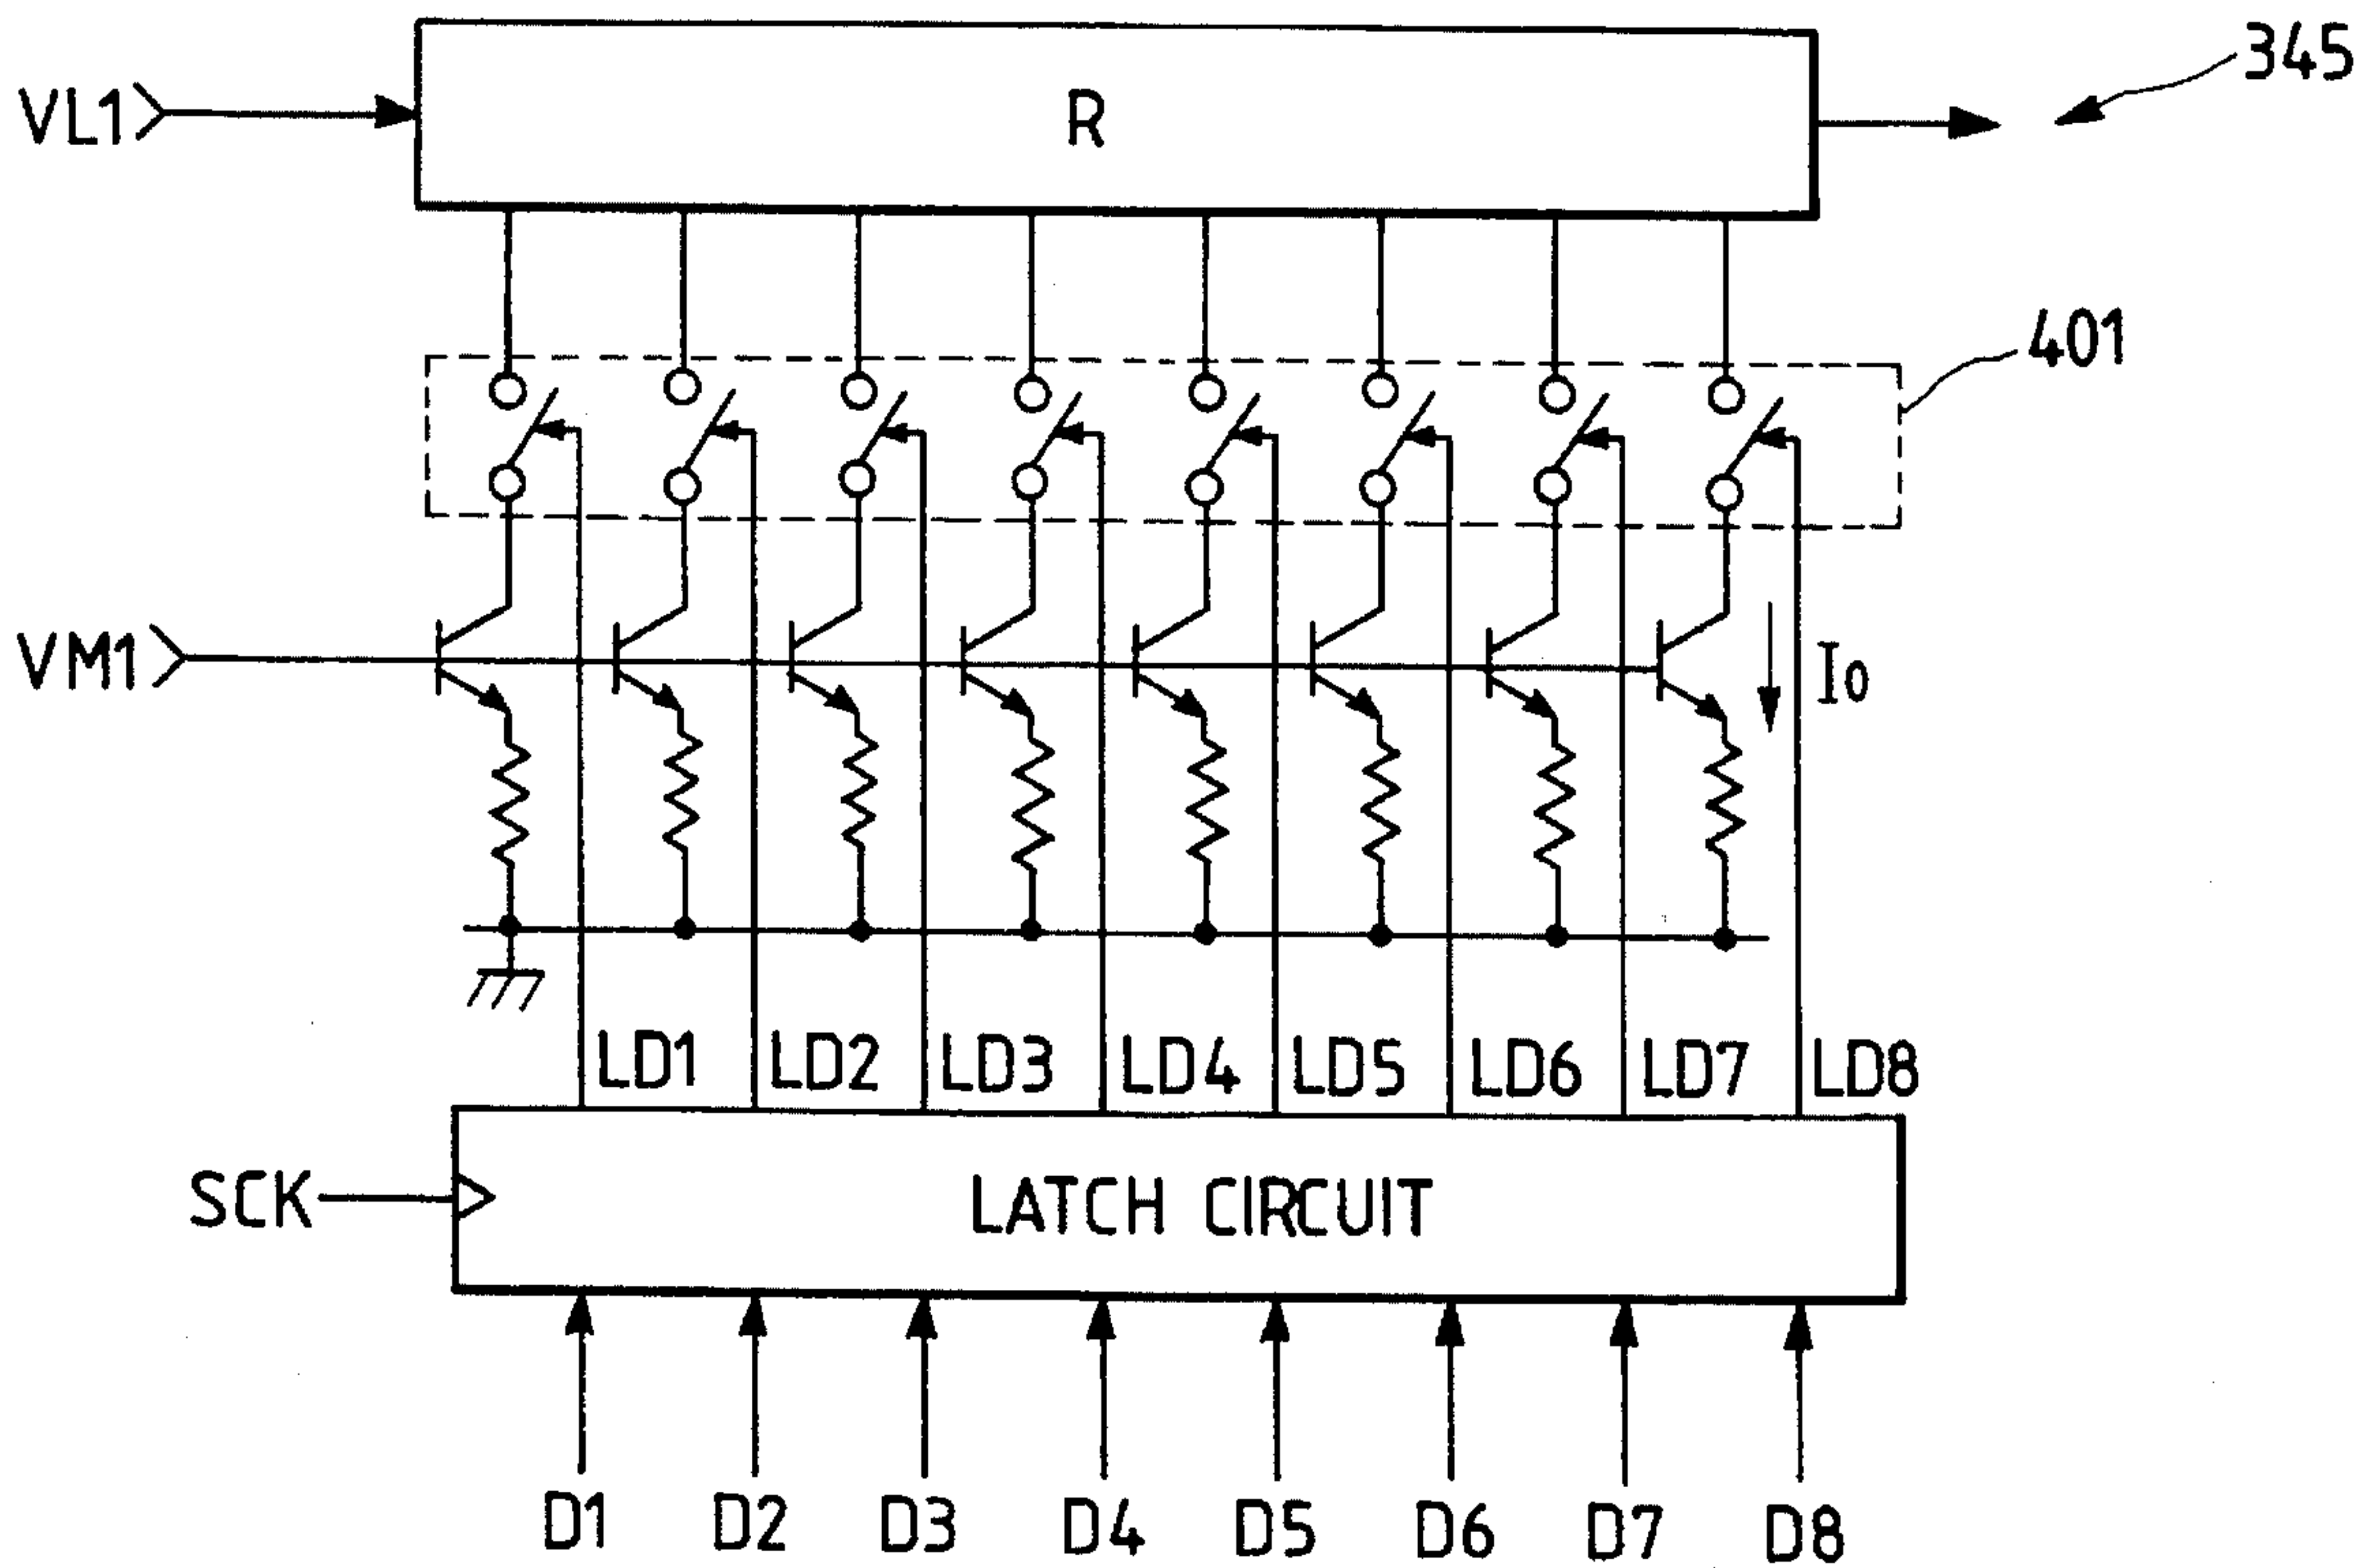 345
VL1
R
401
VM1
Io
LD1 LD2 LD3 LD4 LD5 LD6 LD7 LD8
SCK
LATCH CIRCUIT
D1 D2 D3 D4 D5 D6 D7 D8